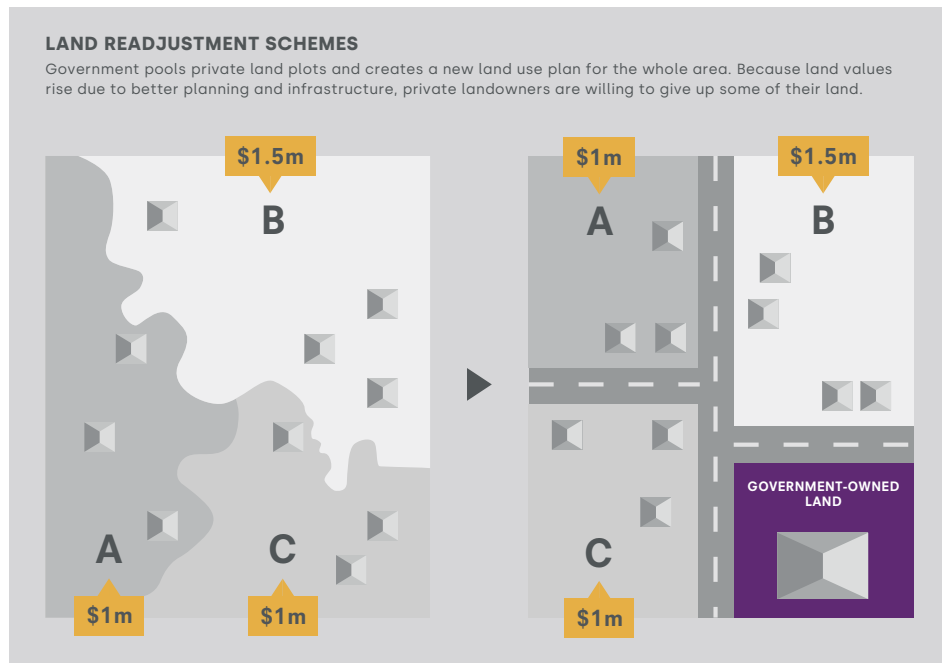 LAND READJUSTMENT SCHEMES
Government pools private land plots and creates a new land use plan for the whole area. Because land values
rise due to better planning and infrastructure, private landowners are willing to give up some of their land.
$1.5m
B
A
$1m
C
$1m
$1m
A
$1.5m
B
C
$1m
GOVERNMENT-OWNED
LAND